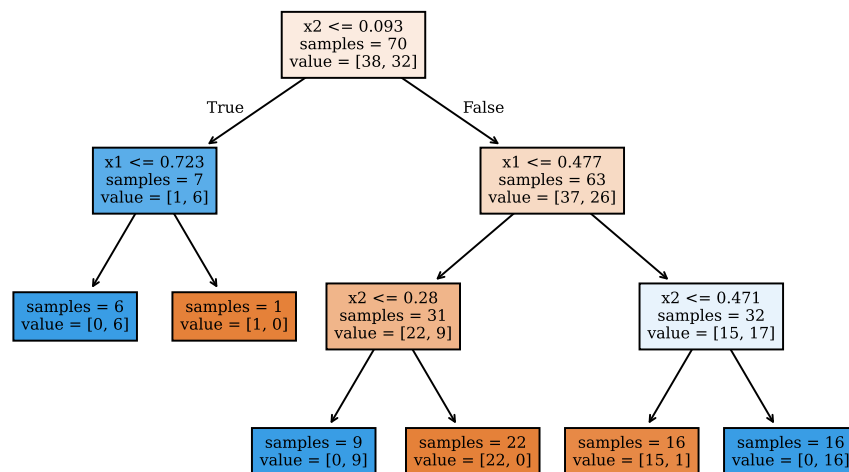 x2 <= 0.093
samples = 70
value = [38, 32]
True
False
x1 <= 0.723
samples = 7
value = [1, 6]
x1 <= 0.477
samples = 63
value = [37, 26]
samples = 6
value = [0, 6]
samples = 1
value = [1, 0]
x2 <= 0.28
samples = 31
value = [22, 9]
x2 <= 0.471
samples = 32
value = [15, 17]
samples = 9
value = [0, 9]
samples = 22
value = [22, 0]
samples = 16
value = [15, 1]
samples = 16
value = [0, 16]